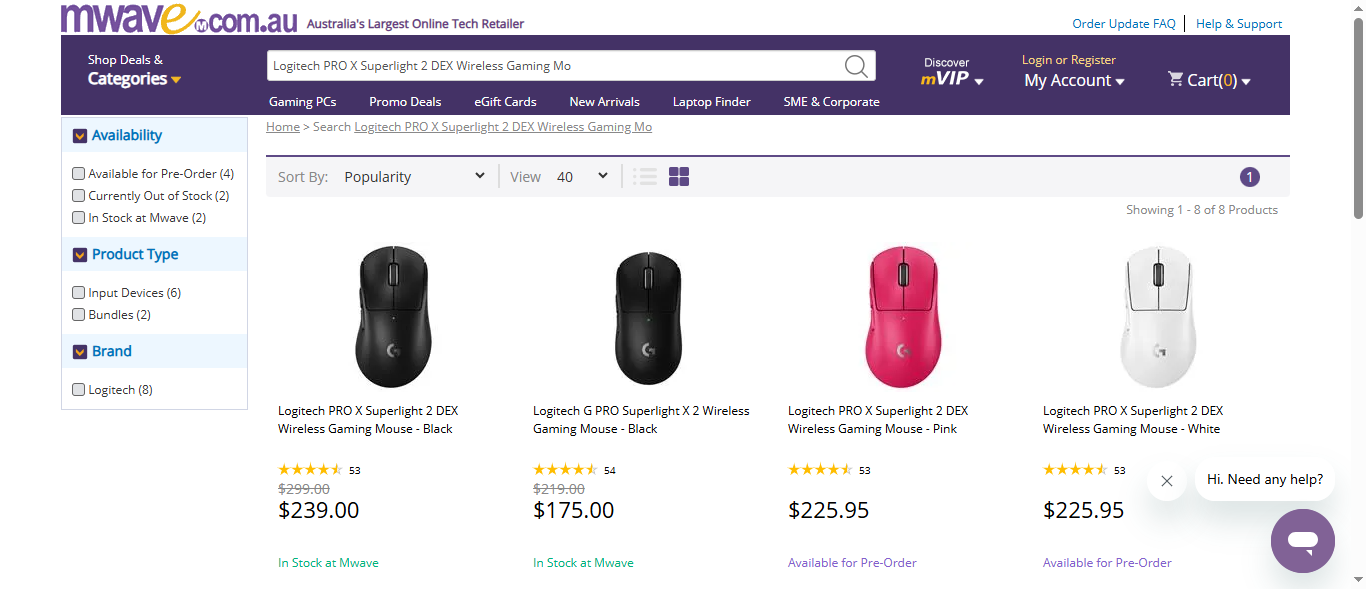 mwave.com.au Australia's Largest Online Tech Retailer
Order Update FAQ
Help & Support
Shop Deals &
Categories
Logitech PRO X Superlight 2 DEX Wireless Gaming Mo
Discover
mVIP
Login or Register
My Account
Cart(0)
Gaming PCs
Promo Deals
eGift Cards
New Arrivals
Laptop Finder
SME & Corporate
Home > Search Logitech PRO X Superlight 2 DEX Wireless Gaming Mo
Availability
Available for Pre-Order (4)
Currently Out of Stock (2)
In Stock at Mwave (2)
Product Type
Input Devices (6)
Bundles (2)
Brand
Logitech (8)
Sort By: Popularity
View 40
1
Showing 1 - 8 of 8 Products
Logitech PRO X Superlight 2 DEX
Wireless Gaming Mouse - Black
53
$299.00
$239.00
In Stock at Mwave
Logitech G PRO Superlight X 2 Wireless
Gaming Mouse - Black
54
$219.00
$175.00
In Stock at Mwave
Logitech PRO X Superlight 2 DEX
Wireless Gaming Mouse - Pink
53
$225.95
Available for Pre-Order
Logitech PRO X Superlight 2 DEX
Wireless Gaming Mouse - White
53
$225.95
Available for Pre-Order
Hi. Need any help?